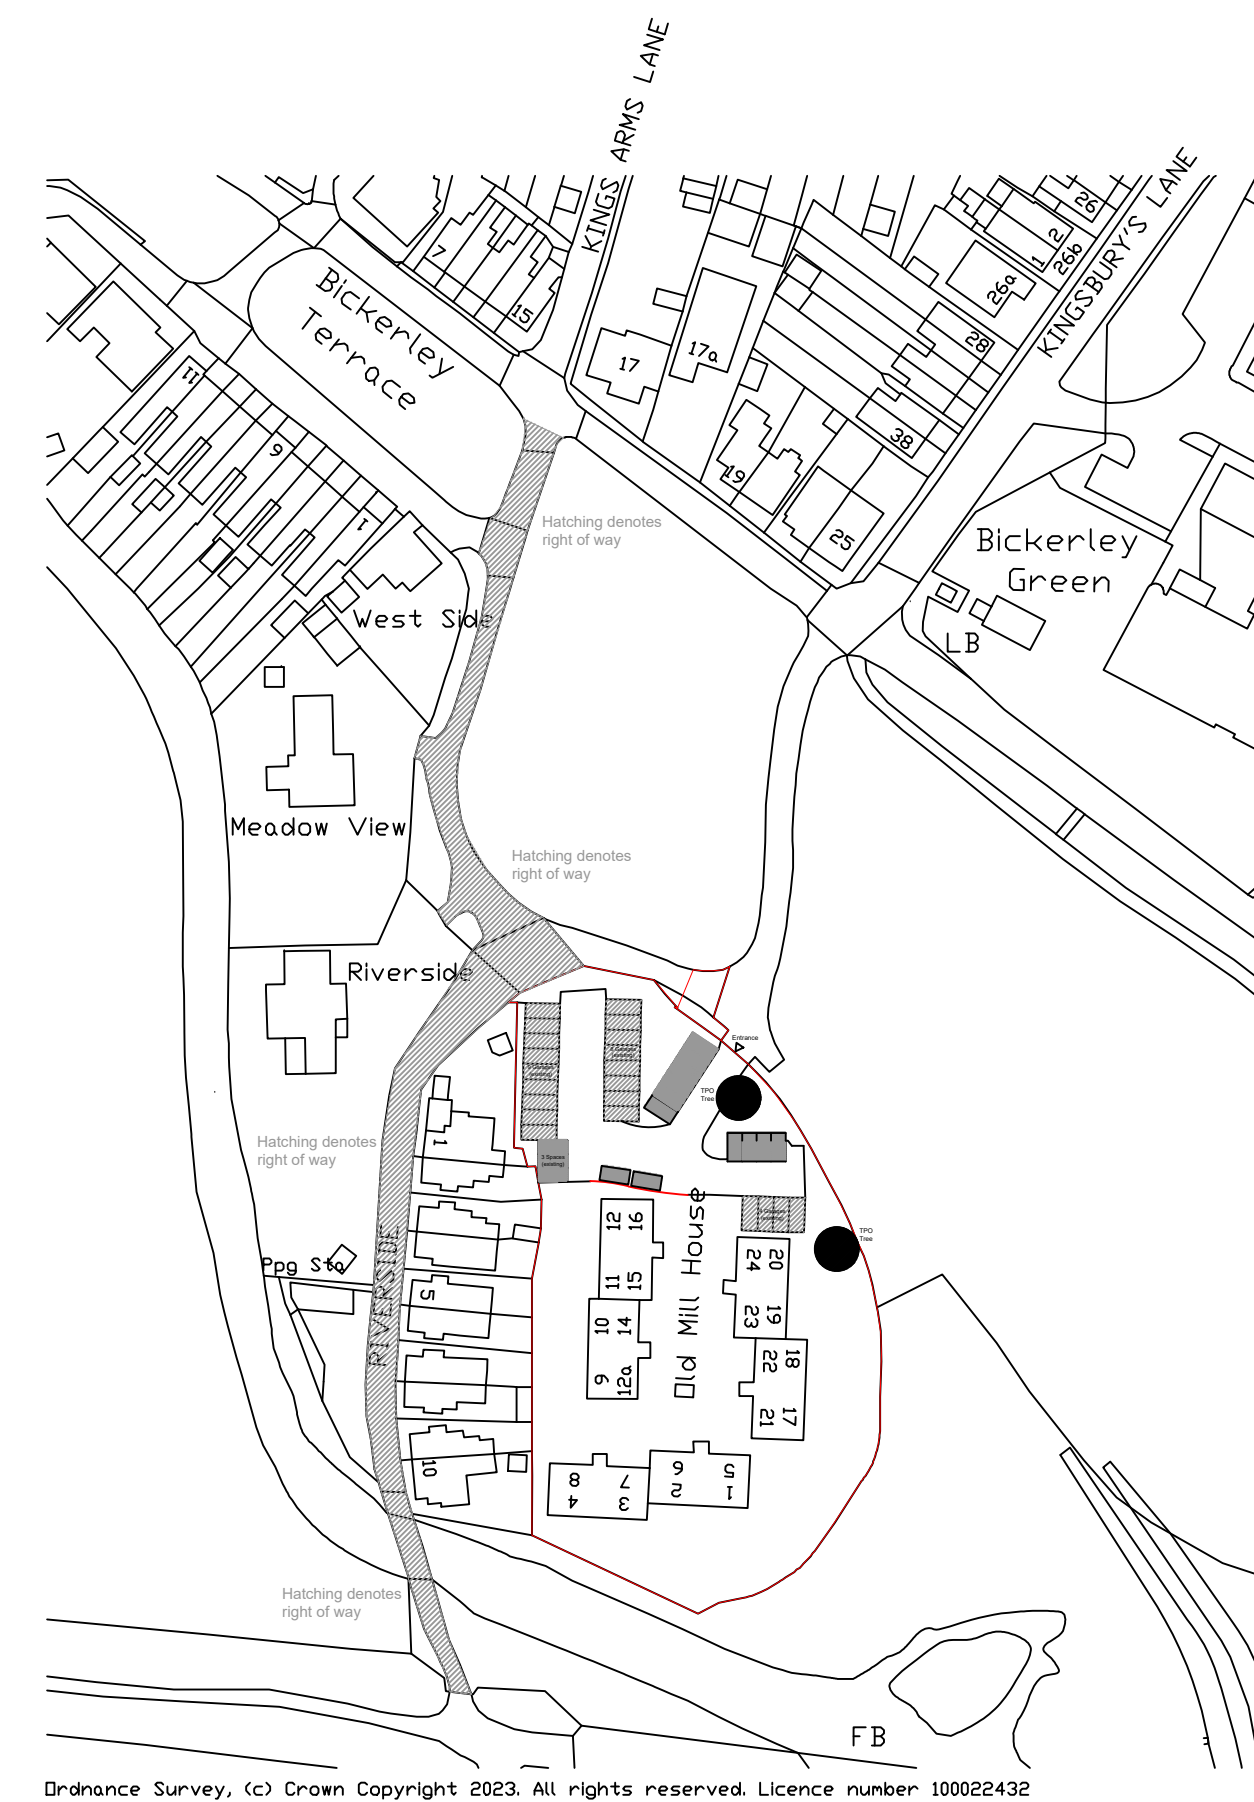 KINGS ARMS LANE
KINGSBURY'S LANE
26
2
1
26b
26a
7
15
Bickerley
Terrace
17
17a
28
38
11
9
1
19
25
Hatching denotes
right of way
Bickerley
Green
West Side
LB
Meadow View
Hatching denotes
right of way
Riverside
Entrance
TPO
Tree
Hatching denotes
right of way
1
3 Spaces
(existing)
Old Mill House
12 16
11 15
10 14
9 12a
TPO
Tree
24 20
23 19
22 18
21 17
Ppg Sta
RIVERSIDE
5
10
8 7
4 3
6 5
2 1
Hatching denotes
right of way
FB
Ordnance Survey, (c) Crown Copyright 2023. All rights reserved. Licence number 100022432